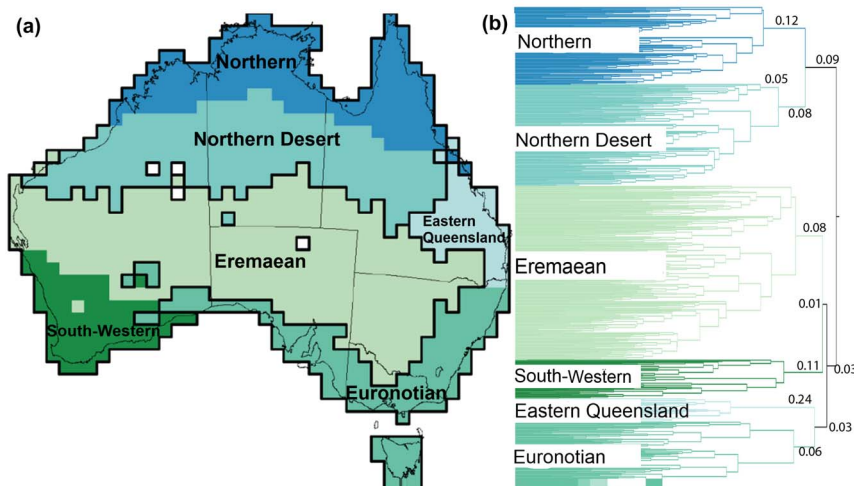 (a)
Northern
Northern Desert
Eastern
Queensland
Eremaean
South-Western
Euronotian
(b)
0.12
Northern
0.09
0.05
0.08
Northern Desert
0.08
Eremaean
0.01
0.11
0.03
South-Western
0.24
Eastern Queensland
0.03
0.06
Euronotian